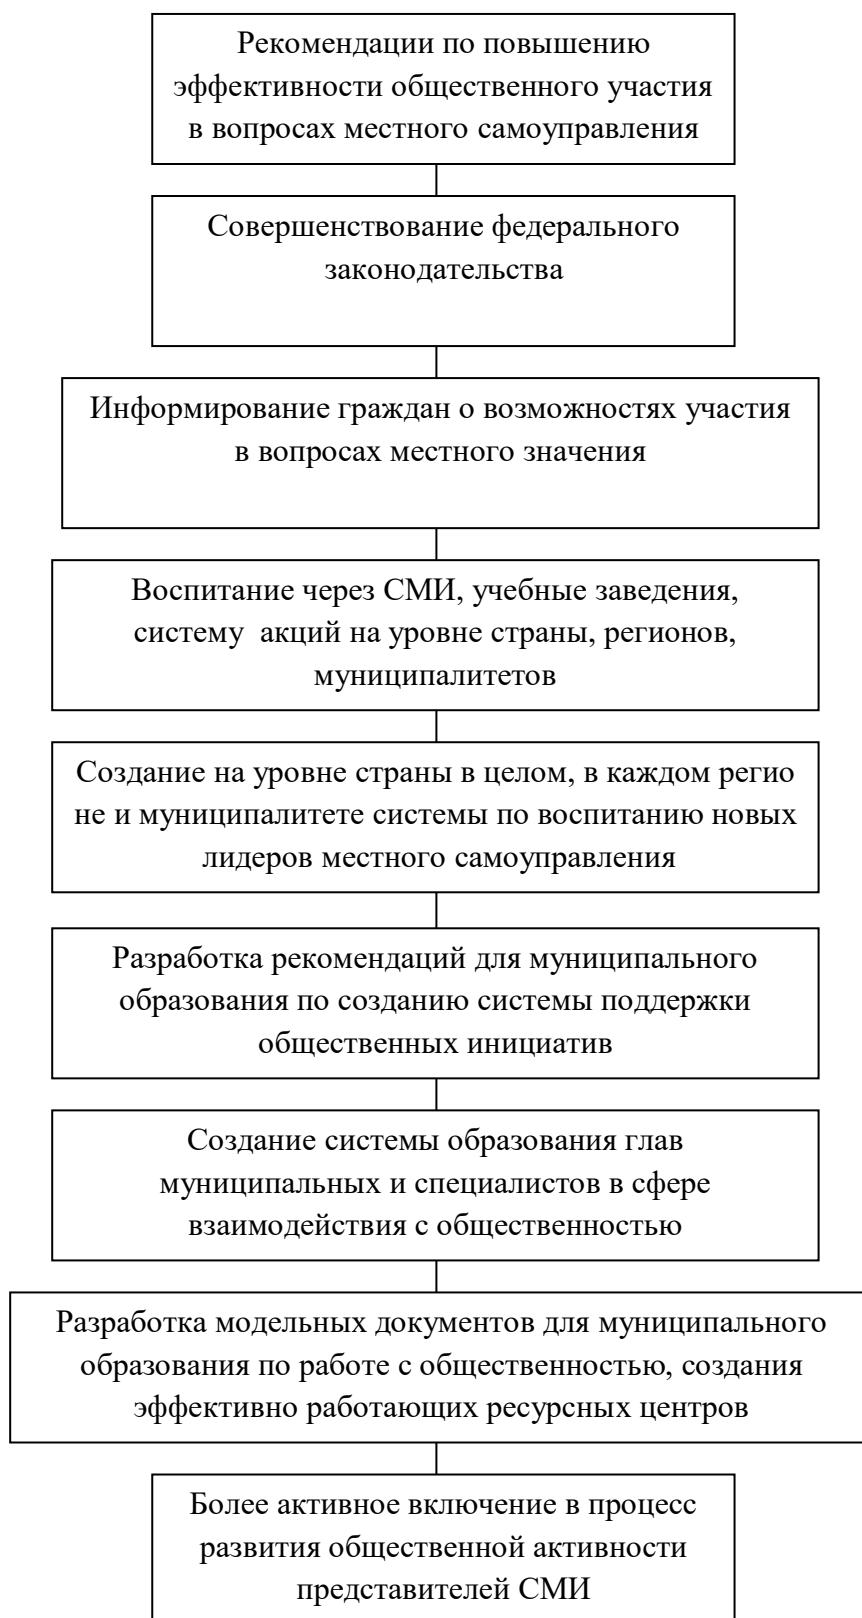 Рекомендации по повышению
эффективности общественного участия
в вопросах местного самоуправления
Совершенствование федерального
законодательства
Информирование граждан о возможностях участия
в вопросах местного значения
Воспитание через СМИ, учебные заведения,
систему акций на уровне страны, регионов,
муниципалитетов
Создание на уровне страны в целом, в каждом регио
не и муниципалитете системы по воспитанию новых
лидеров местного самоуправления
Разработка рекомендаций для муниципального
образования по созданию системы поддержки
общественных инициатив
Создание системы образования глав
муниципальных и специалистов в сфере
взаимодействия с общественностью
Разработка модельных документов для муниципального
образования по работе с общественностью, создания
эффективно работающих ресурсных центров
Более активное включение в процесс
развития общественной активности
представителей СМИ